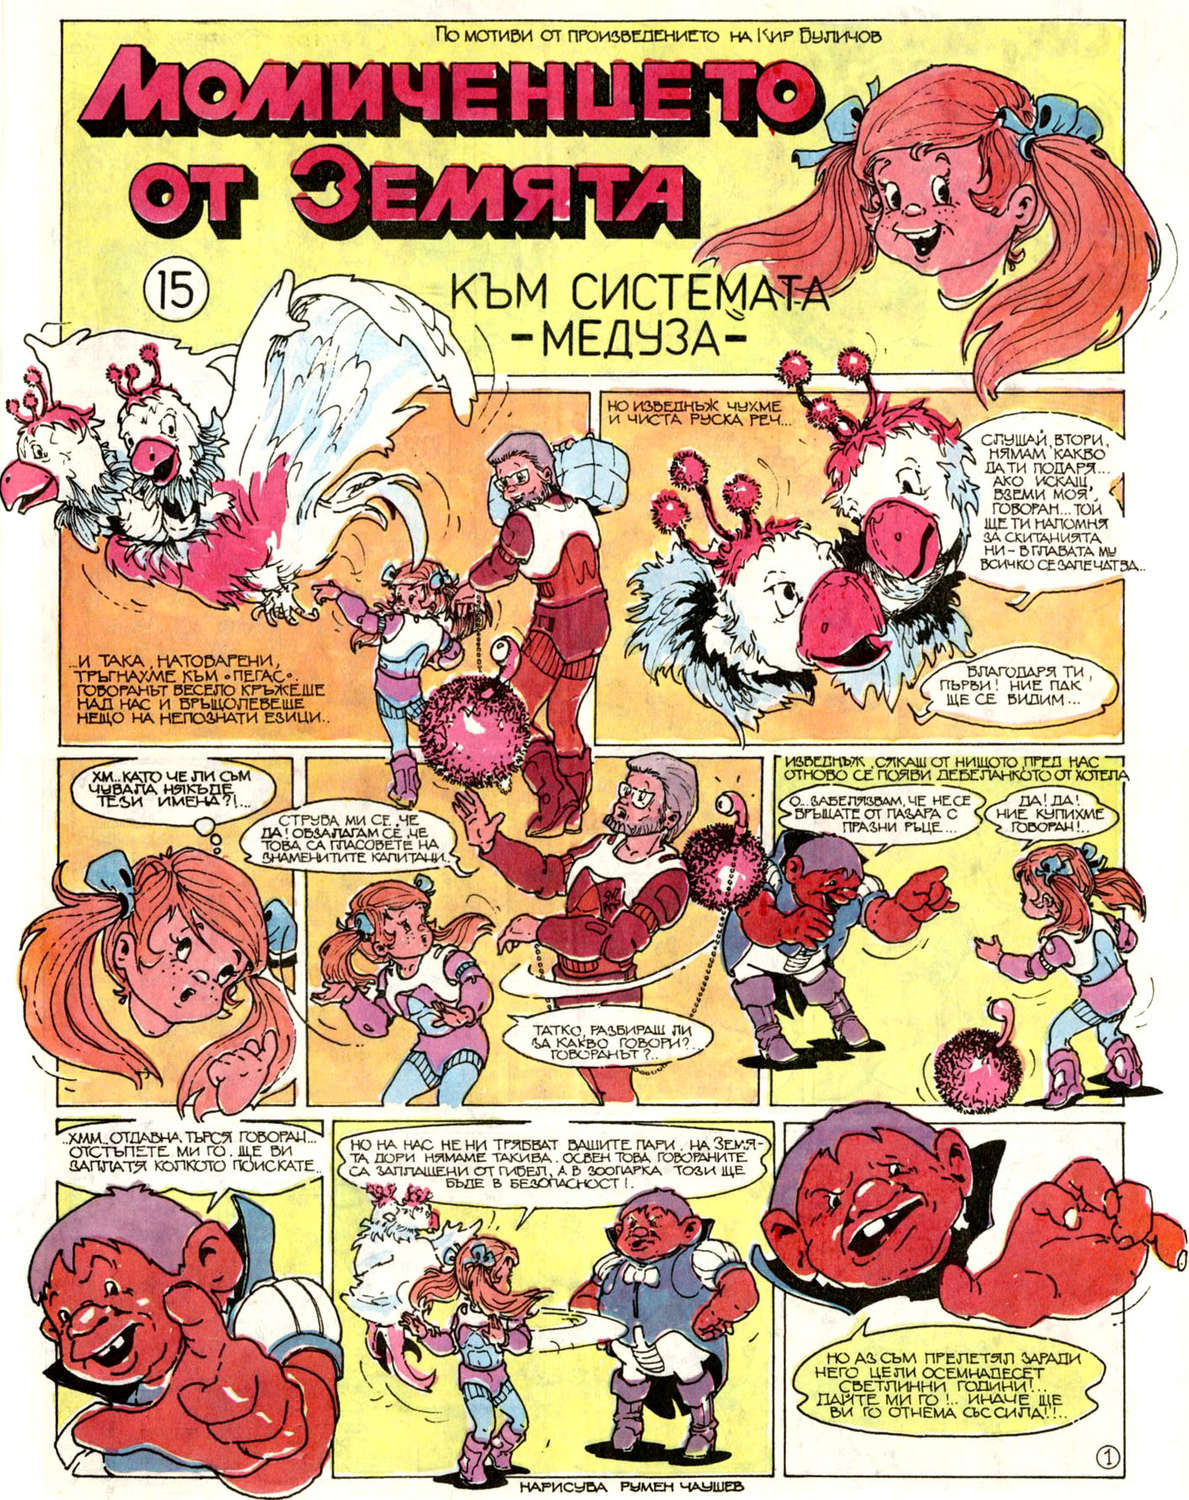 По мотиви от произведението на Кир Буличов
Момиченцето
от Земята
15
КЪМ СИСТЕМАТА
-МЕДУЗА-
...И ТАКА, НАТОВАРЕНИ,
ТРЪГНАХМЕ КЪМ "ПЕГАС".
ГОВОРАНЪТ ВЕСЕЛО КРЪЖЕШЕ
НАД НАС И БРЪЩОЛЕВЕШЕ
НЕЩО НА НЕПОЗНАТИ ЕЗИЦИ..
НО ИЗВЕДНЪЖ ЧУХМЕ
И ЧИСТА РУСКА РЕЧ...
СЛУШАЙ, ВТОРИ,
НЯМАМ КАКВО
ДА ТИ ПОДАРЯ...
АКО ИСКАШ,
ВЗЕМИ МОЯ
ГОВОРАН... ТОЙ
ЩЕ ТИ НАПОМНЯ
ЗА СКИТАНИЯТА
НИ - В ГЛАВАТА МУ
ВСИЧКО СЕ ЗАПЕЧАТВА..
БЛАГОДАРЯ ТИ,
ПЪРВИ! НИЕ ПАК
ЩЕ СЕ ВИДИМ...
ХМ.. КАТО ЧЕ ЛИ СЪМ
ЧУВАЛА НЯКЪДЕ
ТЕЗИ ИМЕНА?!...
СТРУВА МИ СЕ, ЧЕ
ДА! ОБЗАЛАГАМ СЕ, ЧЕ
ТОВА СА ГЛАСОВЕТЕ НА
ЗНАМЕНИТИТЕ КАПИТАНИ..
ТАТКО, РАЗБИРАШ ЛИ
ЗА КАКВО ГОВОРИ?
ГОВОРАНЪТ?...
ИЗВЕДНЪЖ, СЯКАШ ОТ НИЩОТО ПРЕД НАС
ОТНОВО СЕ ПОЯВИ ДЕБЕЛАНКОТО ОТ ХОТЕЛА
О... ЗАБЕЛЯЗВАМ, ЧЕ НЕ СЕ
ВРЪЩАТЕ ОТ ПАЗАРА С
ПРАЗНИ РЪЦЕ...
ДА! ДА!
НИЕ КУПИХМЕ
ГОВОРАН!..
..ХММ.. ОТДАВНА ТЪРСЯ ГОВОРАН...
ОТСТЪПЕТЕ МИ ГО. ЩЕ ВИ
ЗАПЛАТЯ КОЛКОТО ПОИСКАТЕ..
НО НА НАС НЕ НИ ТРЯБВАТ ВАШИТЕ ПАРИ. НА ЗЕМЯ-
ТА ДОРИ НЯМАМЕ ТАКИВА. ОСВЕН ТОВА ГОВОРАНИТЕ
СА ЗАПЛАШЕНИ ОТ ГИБЕЛ, А В ЗООПАРКА ТОЗИ ЩЕ
БЪДЕ В БЕЗОПАСНОСТ!.
НО АЗ СЪМ ПРЕЛЕТЯЛ ЗАРАДИ
НЕГО ЦЕЛИ ОСЕМНАДЕСЕТ
СВЕТЛИННИ ГОДИНИ!..
ДАЙТЕ МИ ГО!.. ИНАЧЕ ЩЕ
ВИ ГО ОТНЕМА СЪС СИЛА!!..
1
НАРИСУВА РУМЕН ЧАУШЕВ